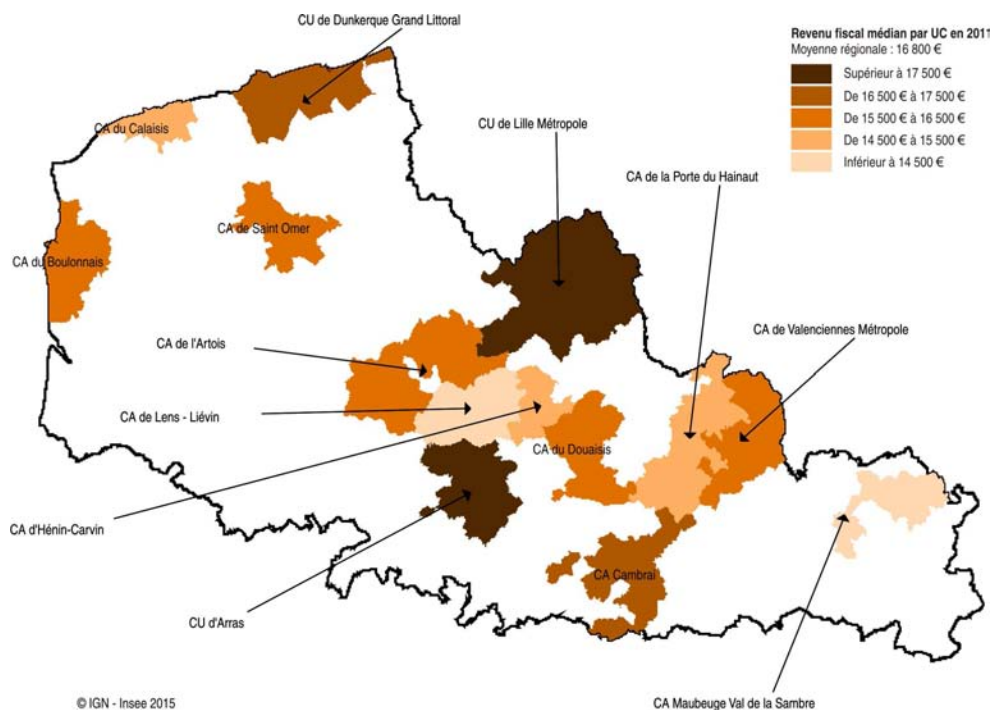 CU de Dunkerque Grand Littoral
Revenu fiscal médian par UC en 2011
Moyenne régionale : 16 800 €
Supérieur à 17 500 €
De 16 500 € à 17 500 €
De 15 500 € à 16 500 €
De 14 500 € à 15 500 €
Inférieur à 14 500 €
CA du Calaisis
CU de Lille Métropole
CA de la Porte du Hainaut
CA de Saint Omer
CA du Boulonnais
CA de Valenciennes Métropole
CA de l'Artois
CA de Lens - Liévin
CA du Douaisis
CA d'Hénin-Carvin
CA Cambrai
CU d'Arras
CA Maubeuge Val de la Sambre
© IGN - Insee 2015